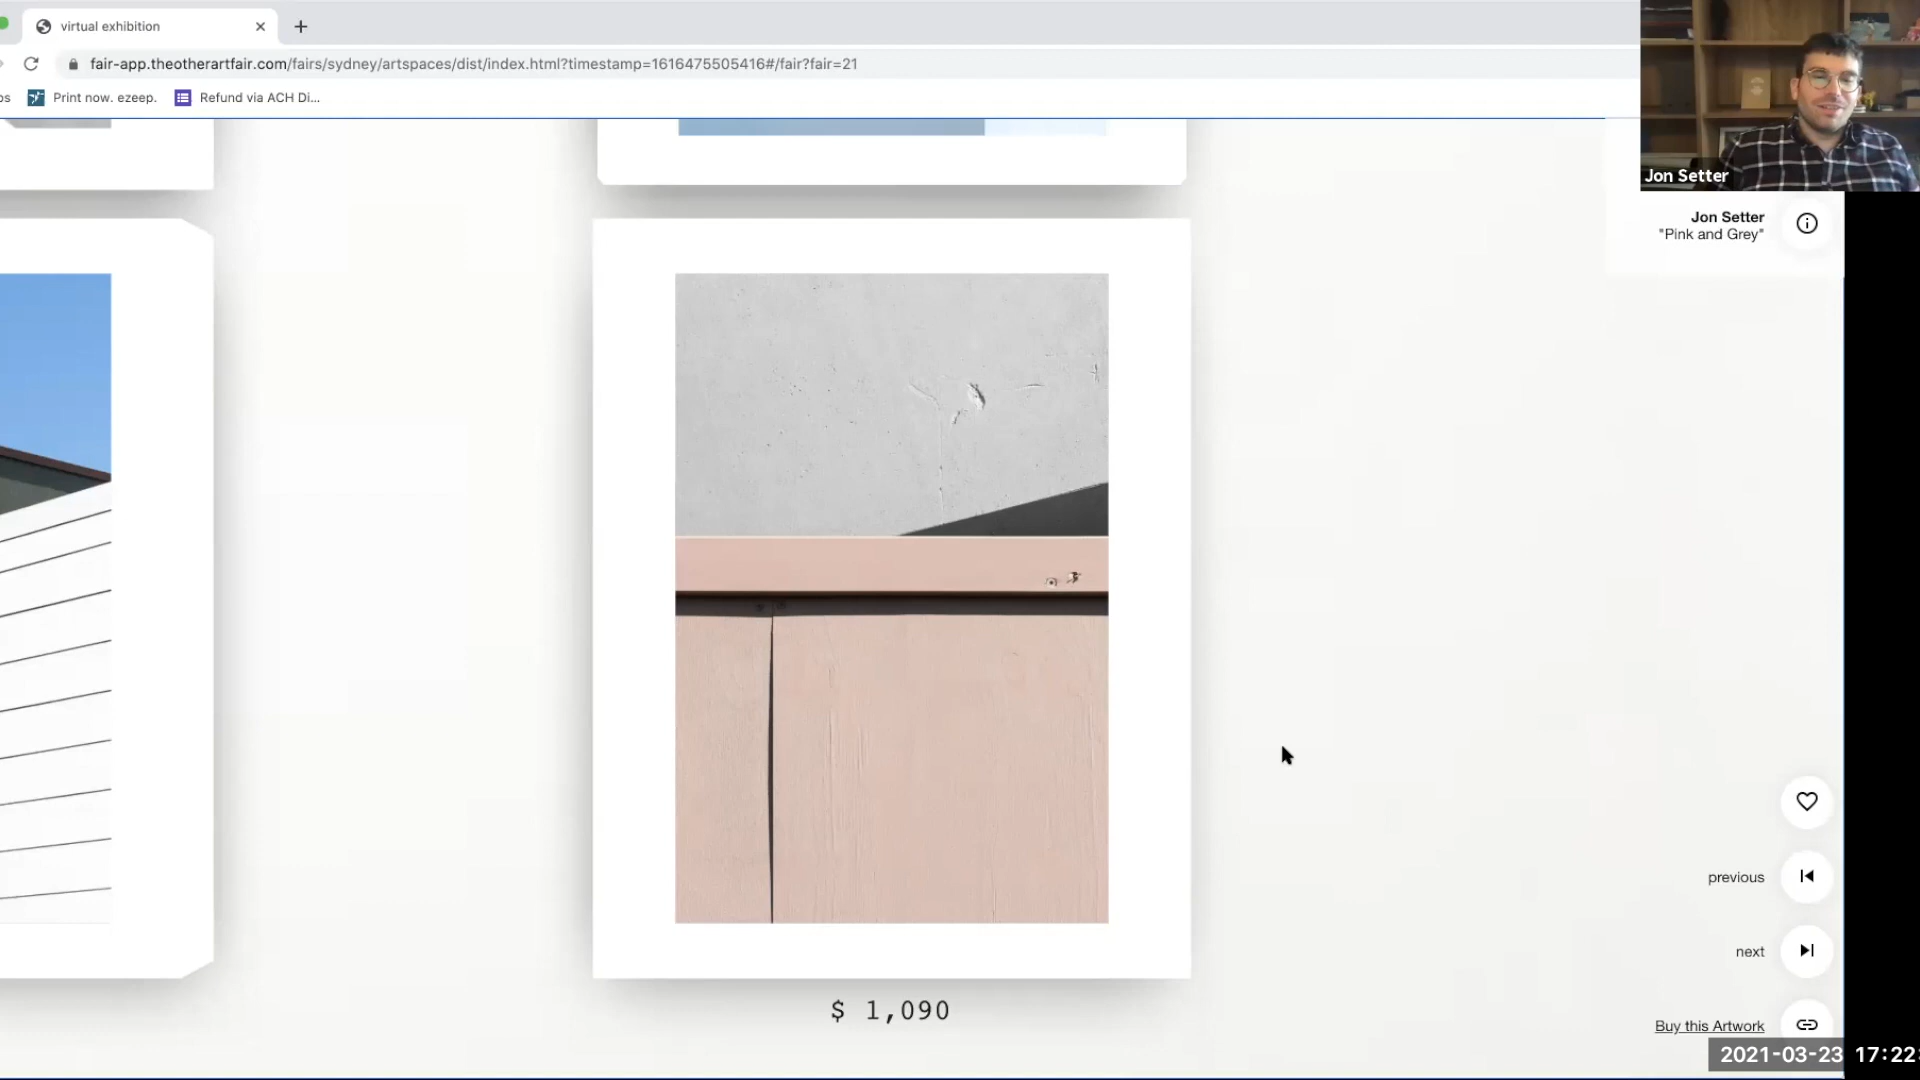 virtual exhibition
fair-app.theotherartfair.com/fairs/sydney/artspaces/dist/index.html?timestamp=1616475505416#/fair?fair=21
Print now. ezeep.
Refund via ACH Di...
Jon Setter
Jon Setter
"Pink and Grey"
previous
next
$ 1,090
Buy this Artwork
2021-03-23 17:22: